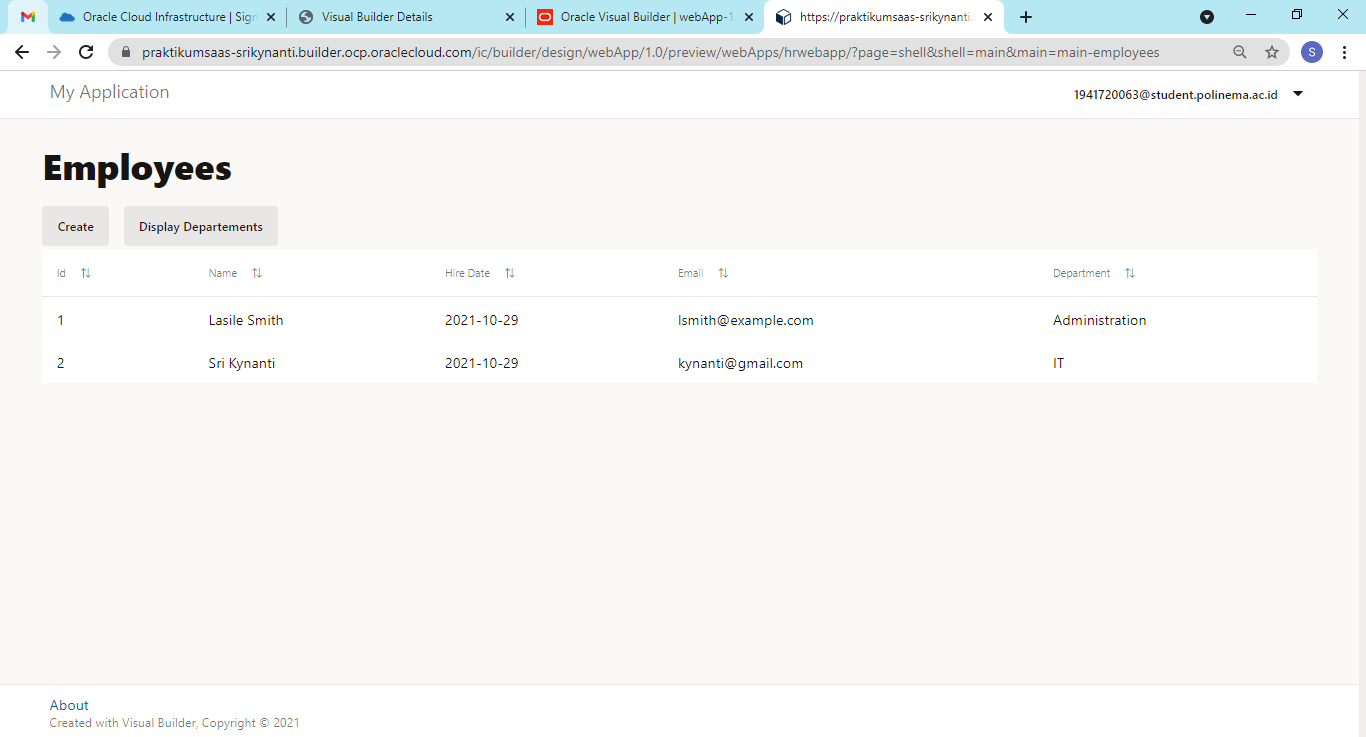 Oracle Cloud Infrastructure | Sign
Visual Builder Details
Oracle Visual Builder | webApp-1
https://praktikumsaas-srikynanti.
praktikumsaas-srikynanti.builder.ocp.oraclecloud.com/ic/builder/design/webApp/1.0/preview/webApps/hrwebapp/?page=shell&shell=main&main=main-employees
S
My Application
1941720063@student.polinema.ac.id
Employees
Create Display Departements
Id Name Hire Date Email Department
1 Lasile Smith 2021-10-29 lsmith@example.com Administration
2 Sri Kynanti 2021-10-29 kynanti@gmail.com IT
About
Created with Visual Builder, Copyright © 2021